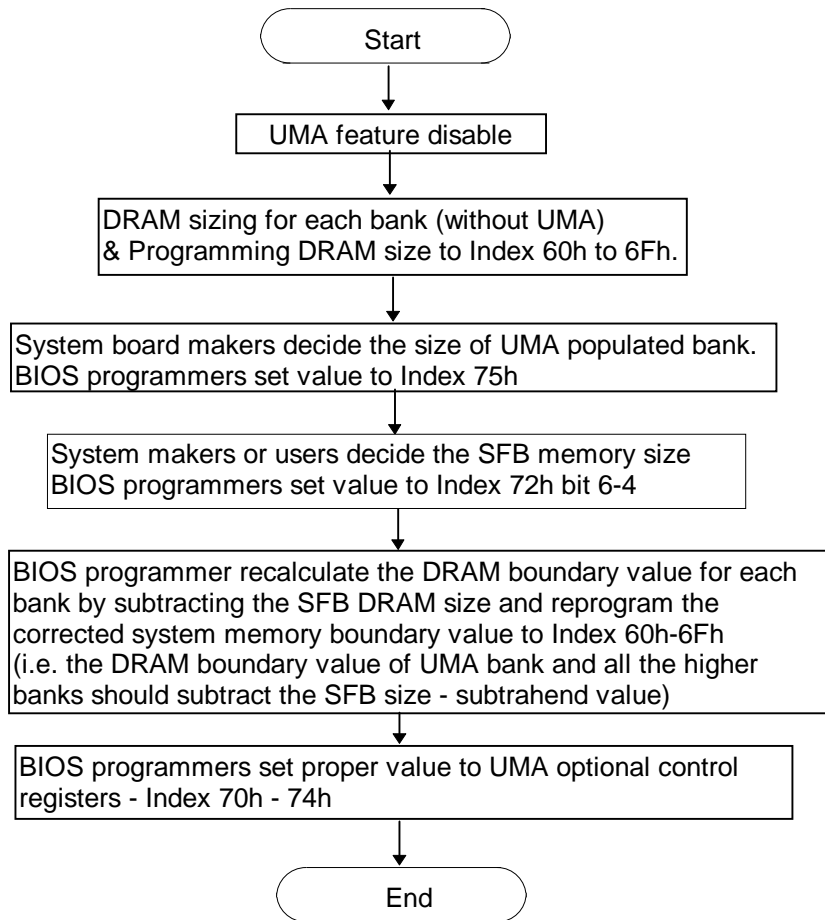 Start
UMA feature disable
DRAM sizing for each bank (without UMA)
& Programming DRAM size to Index 60h to 6Fh.
System board makers decide the size of UMA populated bank.
BIOS programmers set value to Index 75h
System makers or users decide the SFB memory size
BIOS programmers set value to Index 72h bit 6-4
BIOS programmer recalculate the DRAM boundary value for each
bank by subtracting the SFB DRAM size and reprogram the
corrected system memory boundary value to Index 60h-6Fh
(i.e. the DRAM boundary value of UMA bank and all the higher
banks should subtract the SFB size - subtrahend value)
BIOS programmers set proper value to UMA optional control
registers - Index 70h - 74h
End